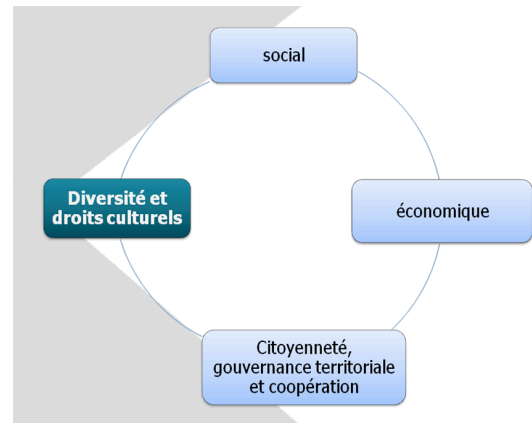 social
Diversité et
droits culturels
économique
Citoyenneté,
gouvernance territoriale
et coopération